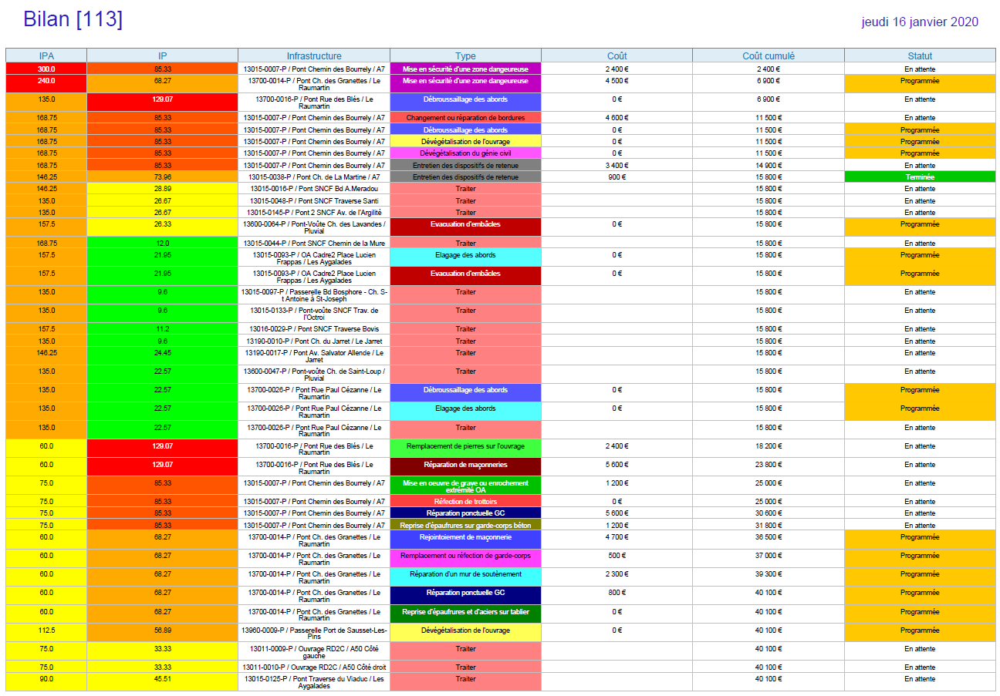 Bilan [113]
jeudi 16 janvier 2020
IPA IP Infrastructure Type Coût Coût cumulé Statut
300.0 85.33 13015-0007-P / Pont Chemin des Bourrely / A7 Mise en sécurité d'une zone dangeureuse 2 400 € 2 400 € En attente
240.0 68.27 13700-0014-P / Pont Ch. des Granettes / Le Mise en sécurité d'une zone dangeureuse 4 500 € 6 900 € Programmée
Raumartin
135.0 129.07 13700-0016-P / Pont Rue des Blés / Le Débroussaillage des abords 0 € 6 900 € En attente
Raumartin
168.75 85.33 13015-0007-P / Pont Chemin des Bourrely / A7 Changement ou réparation de bordures 4 600 € 11 500 € En attente
168.75 85.33 13015-0007-P / Pont Chemin des Bourrely / A7 Débroussaillage des abords 0 € 11 500 € Programmée
168.75 85.33 13015-0007-P / Pont Chemin des Bourrely / A7 Dévégétalisation de l'ouvrage 0 € 11 500 € Programmée
168.75 85.33 13015-0007-P / Pont Chemin des Bourrely / A7 Dévégétalisation du génie civil 0 € 11 500 € Programmée
168.75 85.33 13015-0007-P / Pont Chemin des Bourrely / A7 Entretien des dispositifs de retenue 3 400 € 14 900 € En attente
146.25 73.96 13015-0038-P / Pont Ch. de La Martine / A7 Entretien des dispositifs de retenue 900 € 15 800 € Terminée
146.25 28.89 13015-0016-P / Pont SNCF Bd A.Meradou Traiter 15 800 € En attente
135.0 26.67 13015-0048-P / Pont SNCF Traverse Santi Traiter 15 800 € En attente
135.0 26.67 13015-0145-P / Pont 2 SNCF Av. de l'Argilité Traiter 15 800 € En attente
157.5 26.33 13600-0064-P / Pont-Voûte Ch. des Lavandes / Evacuation d'embâcles 0 € 15 800 € Programmée
Pluvial
168.75 12.0 13015-0044-P / Pont SNCF Chemin de la Mure Traiter 15 800 € En attente
157.5 21.95 13015-0093-P / OA Cadre2 Place Lucien Elagage des abords 0 € 15 800 € Programmée
Frappas / Les Aygalades
157.5 21.95 13015-0093-P / OA Cadre2 Place Lucien Evacuation d'embâcles 0 € 15 800 € Programmée
Frappas / Les Aygalades
135.0 9.6 13015-0097-P / Passerelle Bd Bosphore - Ch. S- Traiter 15 800 € En attente
t Antoine à St-Joseph
135.0 9.6 13015-0133-P / Pont-voûte SNCF Trav. de Traiter 15 800 € En attente
l'Octroi
157.5 11.2 13016-0029-P / Pont SNCF Traverse Bovis Traiter 15 800 € En attente
135.0 9.6 13190-0010-P / Pont Ch. du Jarret / Le Jarret Traiter 15 800 € En attente
146.25 24.45 13190-0017-P / Pont Av. Salvator Allende / Le Traiter 15 800 € En attente
Jarret
135.0 22.57 13600-0047-P / Pont-voûte Ch. de Saint-Loup / Traiter 15 800 € En attente
Pluvial
135.0 22.57 13700-0026-P / Pont Rue Paul Cézanne / Le Débroussaillage des abords 0 € 15 800 € Programmée
Raumartin
135.0 22.57 13700-0026-P / Pont Rue Paul Cézanne / Le Elagage des abords 0 € 15 800 € Programmée
Raumartin
135.0 22.57 13700-0026-P / Pont Rue Paul Cézanne / Le Traiter 15 800 € En attente
Raumartin
60.0 129.07 13700-0016-P / Pont Rue des Blés / Le Remplacement de pierres sur l'ouvrage 2 400 € 18 200 € En attente
Raumartin
60.0 129.07 13700-0016-P / Pont Rue des Blés / Le Réparation de maçonneries 5 600 € 23 800 € En attente
Raumartin
75.0 85.33 13015-0007-P / Pont Chemin des Bourrely / A7 Mise en oeuvre de grave ou enrochement 1 200 € 25 000 € En attente
extrémité OA
75.0 85.33 13015-0007-P / Pont Chemin des Bourrely / A7 Réfection de trottoirs 0 € 25 000 € En attente
75.0 85.33 13015-0007-P / Pont Chemin des Bourrely / A7 Réparation ponctuelle GC 5 600 € 30 600 € En attente
75.0 85.33 13015-0007-P / Pont Chemin des Bourrely / A7 Reprise d'épaufrures sur garde-corps béton 1 200 € 31 800 € En attente
60.0 68.27 13700-0014-P / Pont Ch. des Granettes / Le Rejointoiement de maçonnerie 4 700 € 36 500 € Programmée
Raumartin
60.0 68.27 13700-0014-P / Pont Ch. des Granettes / Le Remplacement ou réfection de garde-corps 500 € 37 000 € Programmée
Raumartin
60.0 68.27 13700-0014-P / Pont Ch. des Granettes / Le Réparation d'un mur de soutènement 2 300 € 39 300 € Programmée
Raumartin
60.0 68.27 13700-0014-P / Pont Ch. des Granettes / Le Réparation ponctuelle GC 800 € 40 100 € Programmée
Raumartin
60.0 68.27 13700-0014-P / Pont Ch. des Granettes / Le Reprise d'épaufrures et d'aciers sur tablier 0 € 40 100 € Programmée
Raumartin
112.5 56.89 13960-0009-P / Passerelle Port de Sausset-Les- Dévégétalisation de l'ouvrage 0 € 40 100 € Programmée
Pins
75.0 33.33 13011-0009-P / Ouvrage RD2C / A50 Côté Traiter 40 100 € En attente
gauche
75.0 33.33 13011-0010-P / Ouvrage RD2C / A50 Côté droit Traiter 40 100 € En attente
90.0 45.51 13015-0125-P / Pont Traverse du Viaduc / Les Traiter 40 100 € En attente
Aygalades